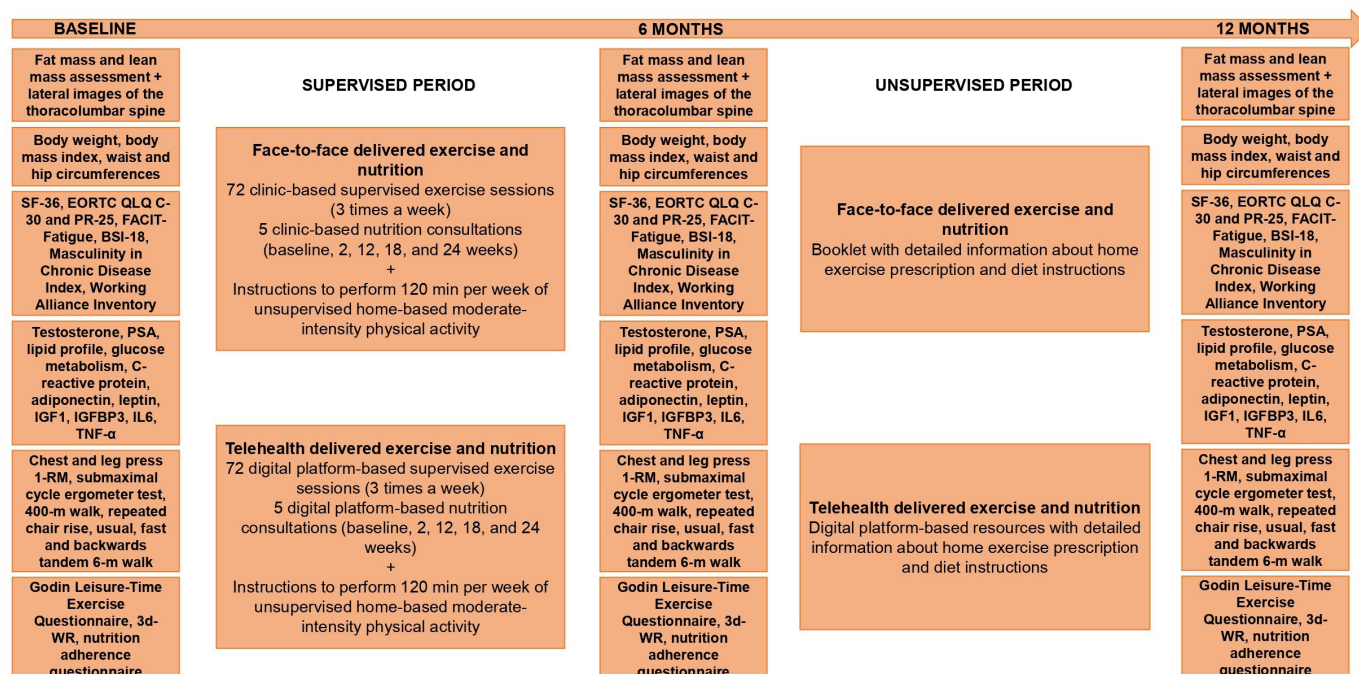 BASELINE
6 MONTHS
12 MONTHS
Fat mass and lean
mass assessment +
lateral images of the
thoracolumbar spine
Body weight, body
mass index, waist and
hip circumferences
SF-36, EORTC QLQ C-
30 and PR-25, FACIT-
Fatigue, BSI-18,
Masculinity in
Chronic Disease
Index, Working
Alliance Inventory
Testosterone, PSA,
lipid profile, glucose
metabolism, C-
reactive protein,
adiponectin, leptin,
IGF1, IGFBP3, IL6,
TNF-α
Chest and leg press
1-RM, submaximal
cycle ergometer test,
400-m walk, repeated
chair rise, usual, fast
and backwards
tandem 6-m walk
Godin Leisure-Time
Exercise
Questionnaire, 3d-
WR, nutrition
adherence
questionnaire
SUPERVISED PERIOD
Face-to-face delivered exercise and
nutrition
72 clinic-based supervised exercise sessions
(3 times a week)
5 clinic-based nutrition consultations
(baseline, 2, 12, 18, and 24 weeks)
+
Instructions to perform 120 min per week of
unsupervised home-based moderate-
intensity physical activity
Telehealth delivered exercise and nutrition
72 digital platform-based supervised exercise
sessions (3 times a week)
5 digital platform-based nutrition
consultations (baseline, 2, 12, 18, and 24
weeks)
+
Instructions to perform 120 min per week of
unsupervised home-based moderate-
intensity physical activity
Fat mass and lean
mass assessment +
lateral images of the
thoracolumbar spine
Body weight, body
mass index, waist and
hip circumferences
SF-36, EORTC QLQ C-
30 and PR-25, FACIT-
Fatigue, BSI-18,
Masculinity in
Chronic Disease
Index, Working
Alliance Inventory
Testosterone, PSA,
lipid profile, glucose
metabolism, C-
reactive protein,
adiponectin, leptin,
IGF1, IGFBP3, IL6,
TNF-α
Chest and leg press
1-RM, submaximal
cycle ergometer test,
400-m walk, repeated
chair rise, usual, fast
and backwards
tandem 6-m walk
Godin Leisure-Time
Exercise
Questionnaire, 3d-
WR, nutrition
adherence
questionnaire
UNSUPERVISED PERIOD
Face-to-face delivered exercise and
nutrition
Booklet with detailed information about home
exercise prescription and diet instructions
Telehealth delivered exercise and nutrition
Digital platform-based resources with detailed
information about home exercise prescription
and diet instructions
Fat mass and lean
mass assessment +
lateral images of the
thoracolumbar spine
Body weight, body
mass index, waist and
hip circumferences
SF-36, EORTC QLQ C-
30 and PR-25, FACIT-
Fatigue, BSI-18,
Masculinity in
Chronic Disease
Index, Working
Alliance Inventory
Testosterone, PSA,
lipid profile, glucose
metabolism, C-
reactive protein,
adiponectin, leptin,
IGF1, IGFBP3, IL6,
TNF-α
Chest and leg press
1-RM, submaximal
cycle ergometer test,
400-m walk, repeated
chair rise, usual, fast
and backwards
tandem 6-m walk
Godin Leisure-Time
Exercise
Questionnaire, 3d-
WR, nutrition
adherence
questionnaire